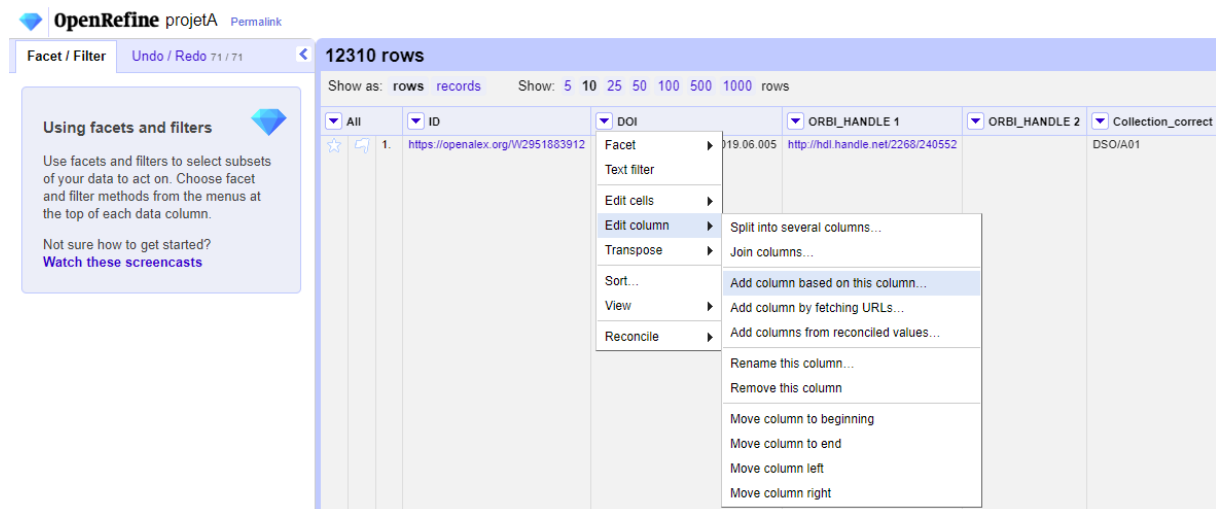 OpenRefine projetA Permalink
Facet / Filter Undo / Redo 71 / 71
12310 rows
Show as: rows records Show: 5 10 25 50 100 500 1000 rows
Using facets and filters
Use facets and filters to select subsets
of your data to act on. Choose facet
and filter methods from the menus at
the top of each data column.
Not sure how to get started?
Watch these screencasts
All ID DOI ORBI_HANDLE 1 ORBI_HANDLE 2 Collection_correct
1. https://openalex.org/W2951883912 019.06.005 http://hdl.handle.net/2268/240552 DSO/A01
Facet
Text filter
Edit cells
Edit column
Transpose
Sort...
View
Reconcile
Split into several columns...
Join columns...
Add column based on this column...
Add column by fetching URLs...
Add columns from reconciled values...
Rename this column...
Remove this column
Move column to beginning
Move column to end
Move column left
Move column right